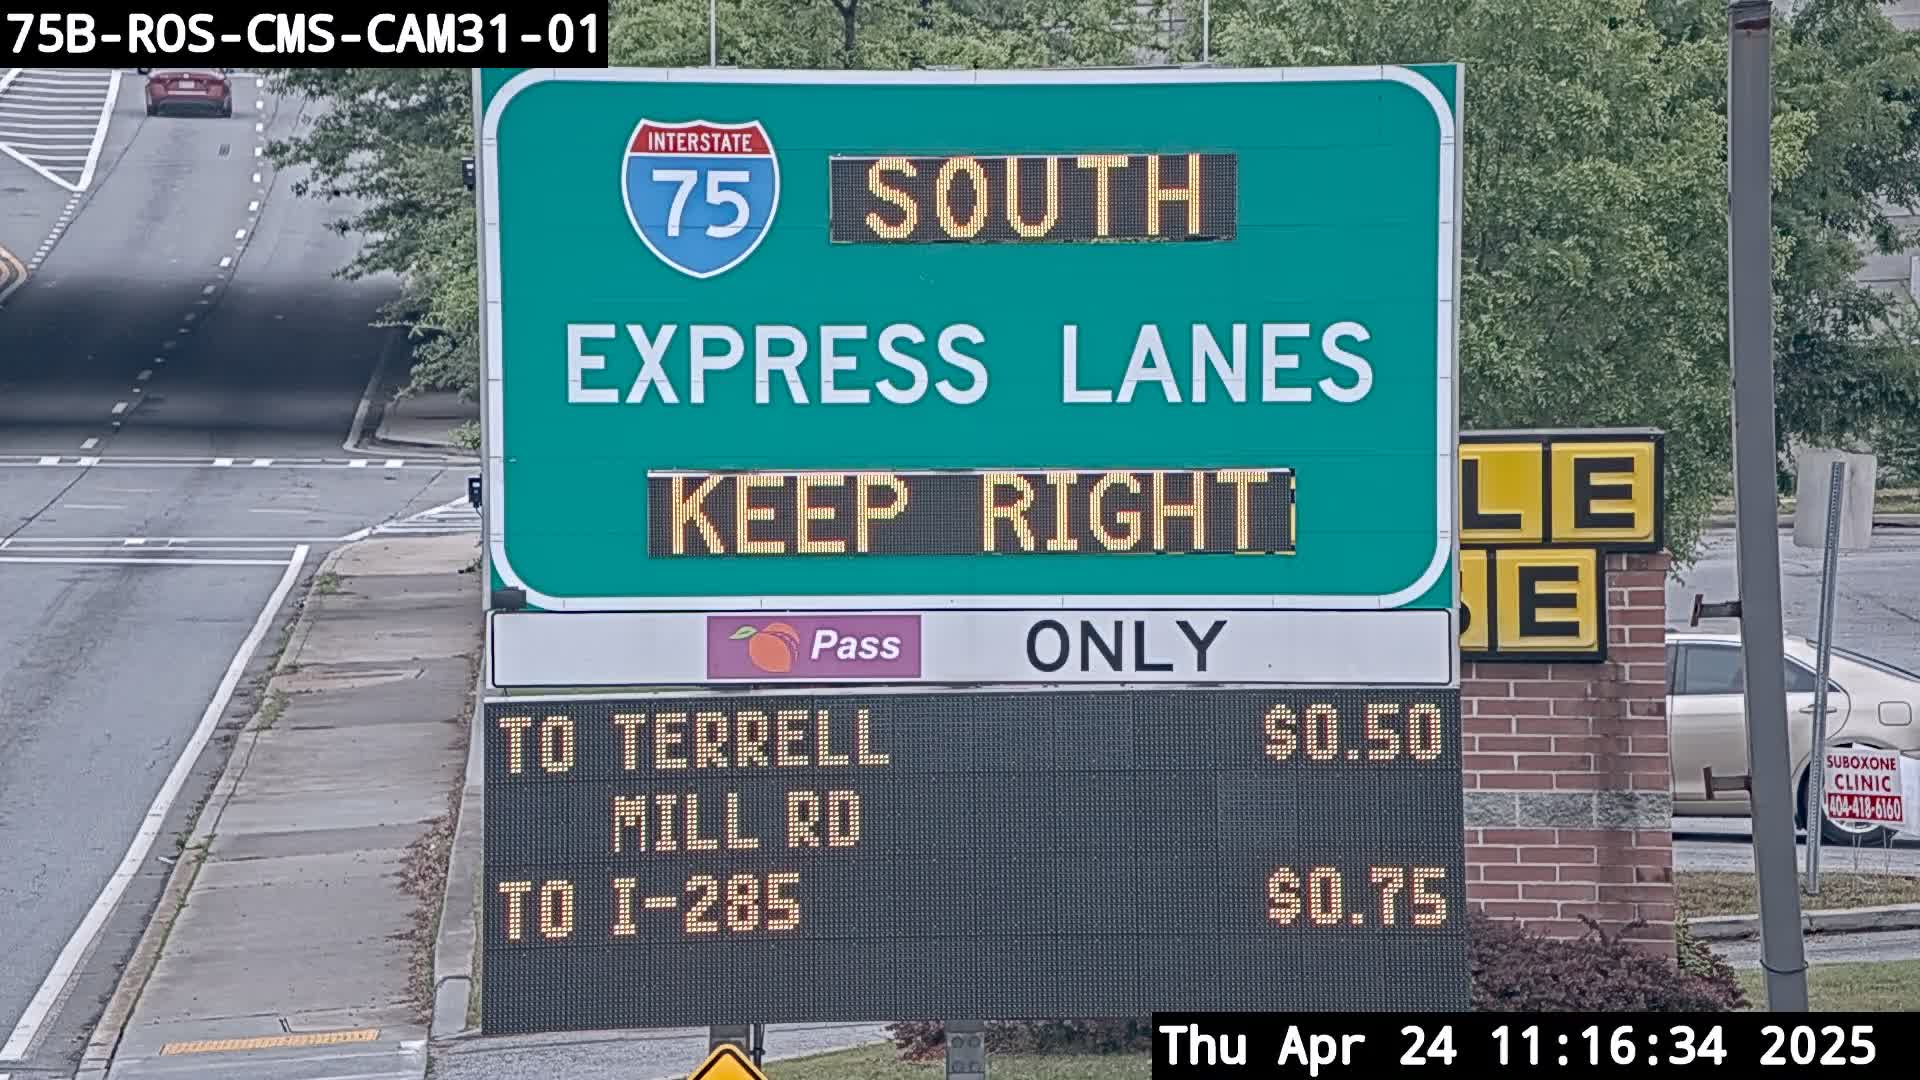 75B-ROS-CMS-CAM31-01
INTERSTATE
75
SOUTH
EXPRESS LANES
KEEP RIGHT
Pass
ONLY
TO TERRELL $0.50
MILL RD
TO I-285 $0.75
LE
E
SUBOXONE
CLINIC
404-418-6160
Thu Apr 24 11:16:34 2025